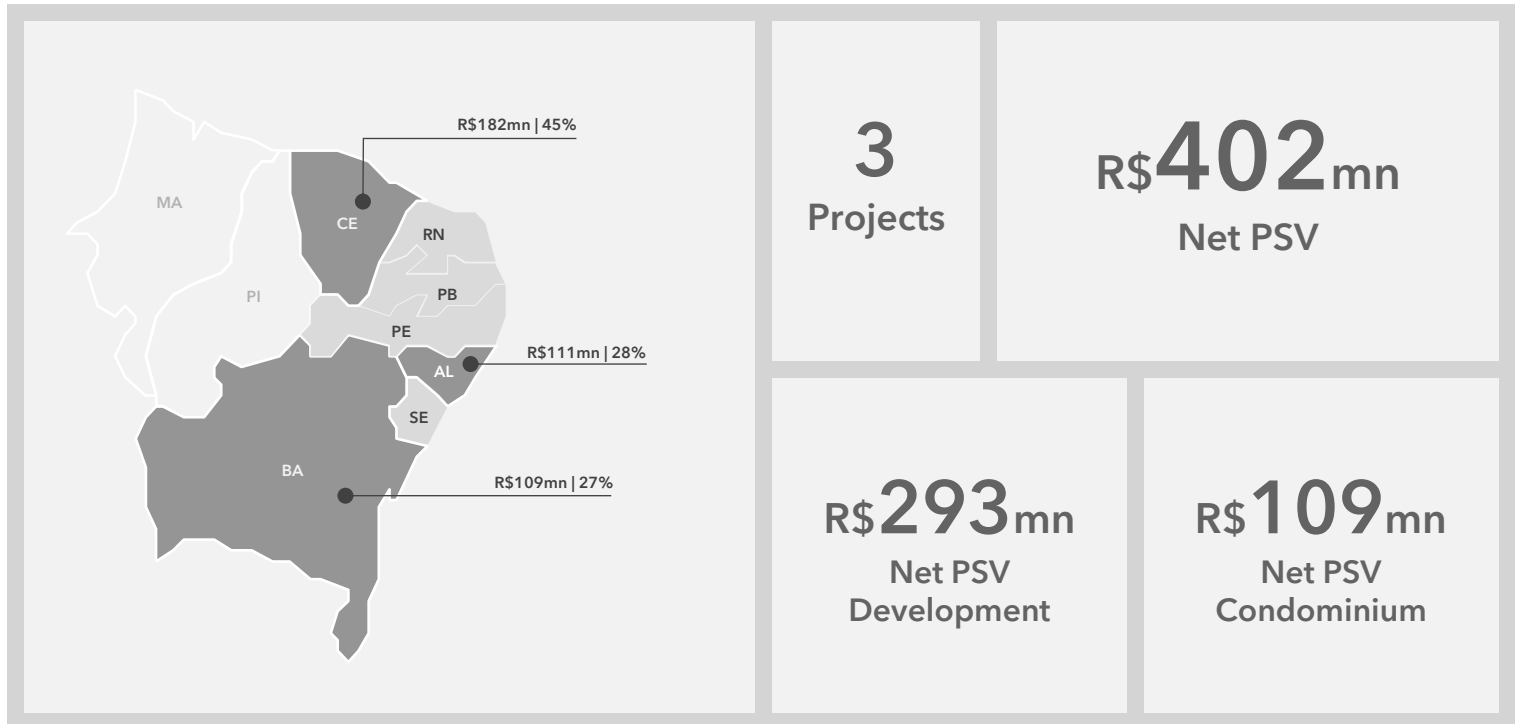 R$182mn | 45%
MA
CE
RN
PI
PB
PE
R$111mn | 28%
AL
SE
BA
R$109mn | 27%
3
Projects
R$402mn
Net PSV
R$293mn
Net PSV
Development
R$109mn
Net PSV
Condominium